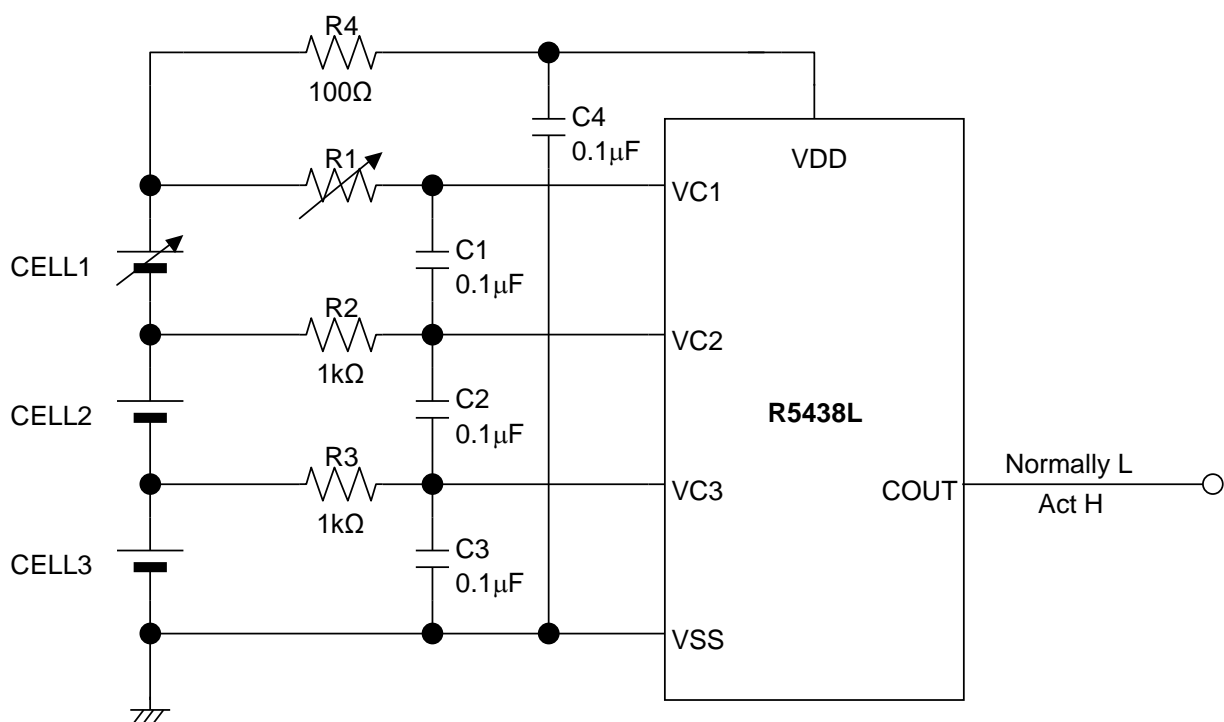 R4
100Ω
C4
0.1μF
VDD
R1
VC1
CELL1
C1
0.1μF
R2
1kΩ
VC2
CELL2
C2
0.1μF
R5438L
R3
1kΩ
VC3
COUT
Normally L
Act H
CELL3
C3
0.1μF
VSS